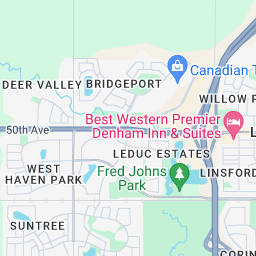 BRIDGEPORT
DEER VALLEY
Canadian T
WILLOW P
50th Ave
Best Western Premier
Denham Inn & Suites
L
LEDUC ESTATES
WEST
HAVEN PARK
Fred Johns
Park
LINSFORD
SUNTREE
CORIN